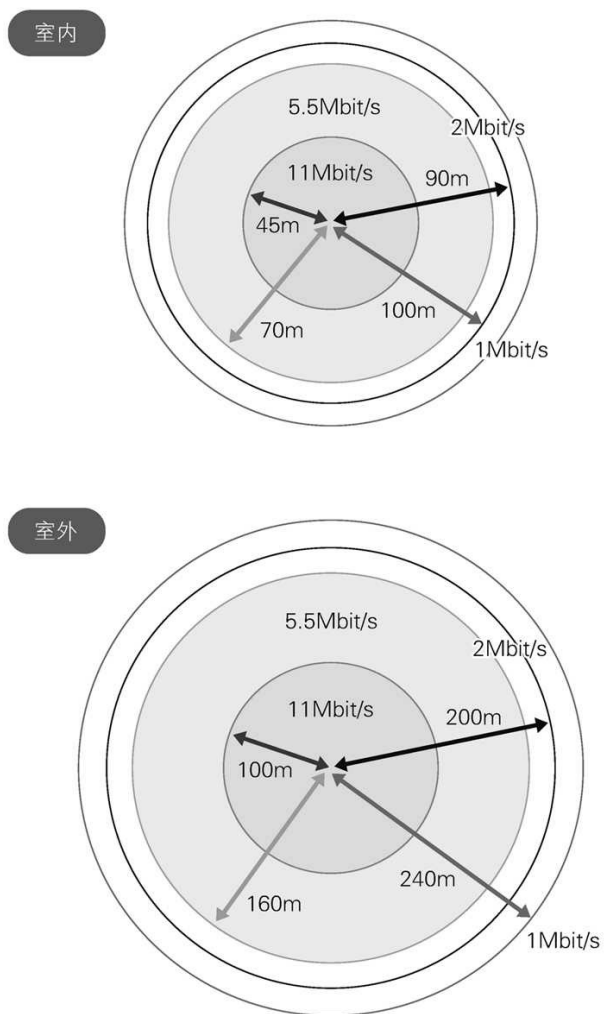 室内
5.5Mbit/s
2Mbit/s
11Mbit/s
90m
45m
100m
70m
1Mbit/s
室外
5.5Mbit/s
2Mbit/s
11Mbit/s
200m
100m
240m
160m
1Mbit/s